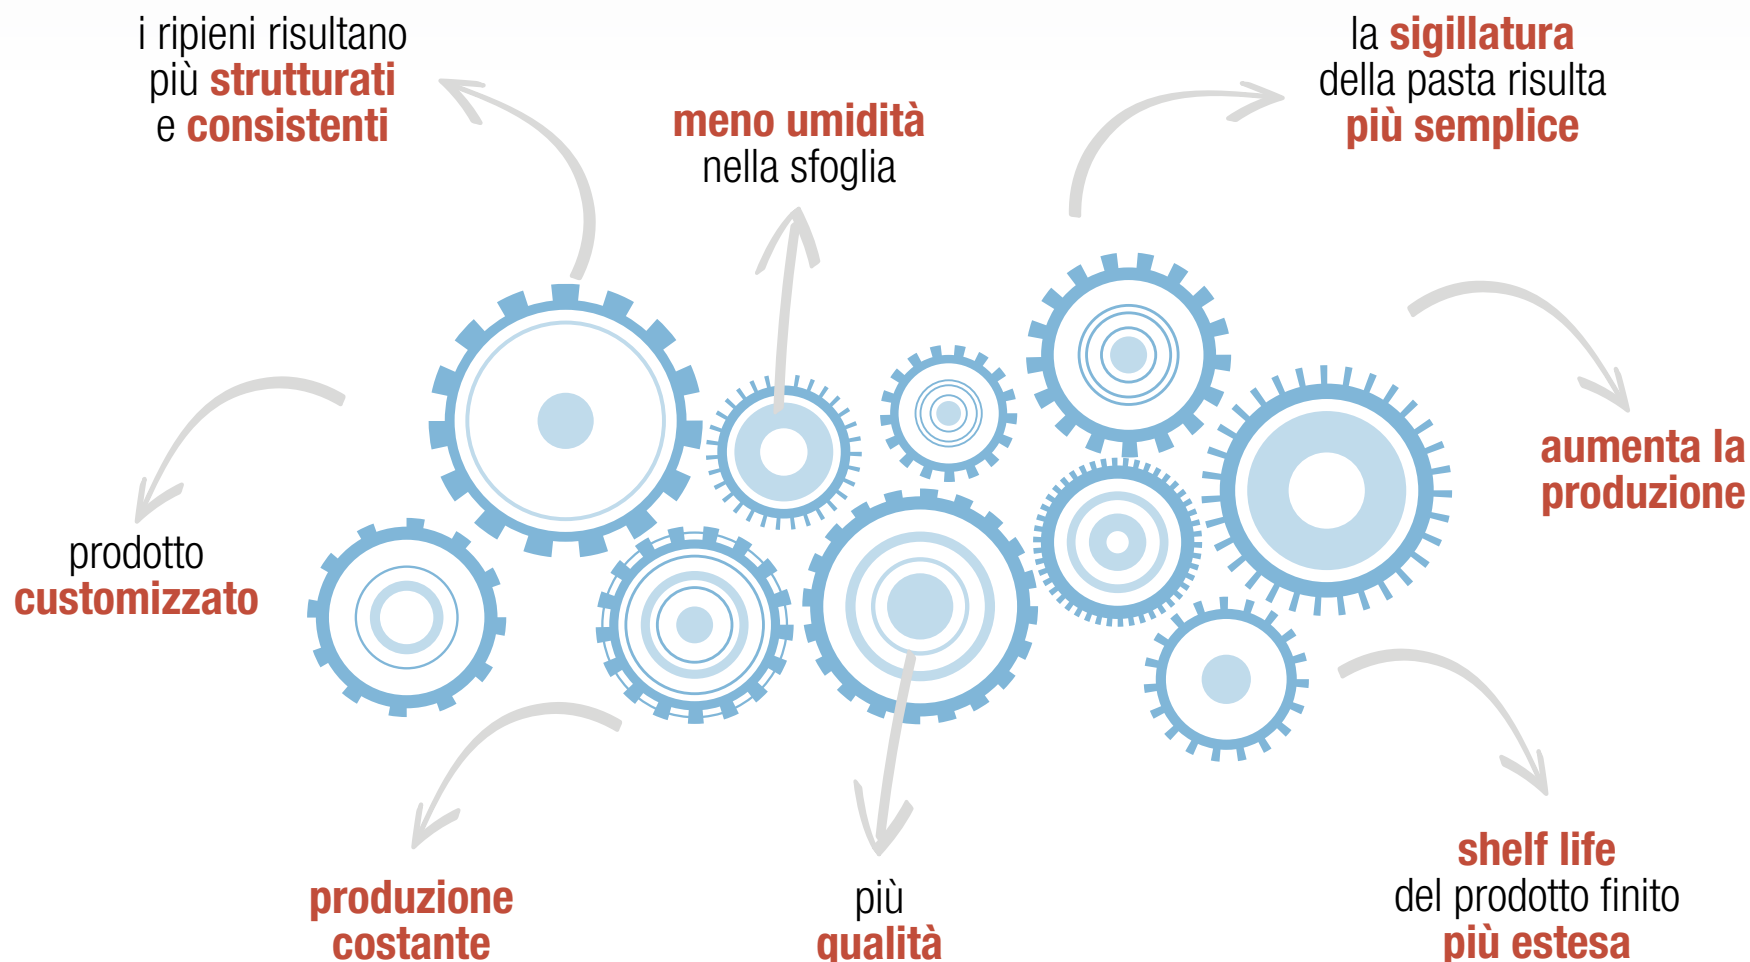 i ripieni risultano
più strutturati
e consistenti
meno umidità
nella sfoglia
la sigillatura
della pasta risulta
più semplice
aumenta la
produzione
prodotto
customizzato
produzione
costante
più
qualità
shelf life
del prodotto finito
più estesa